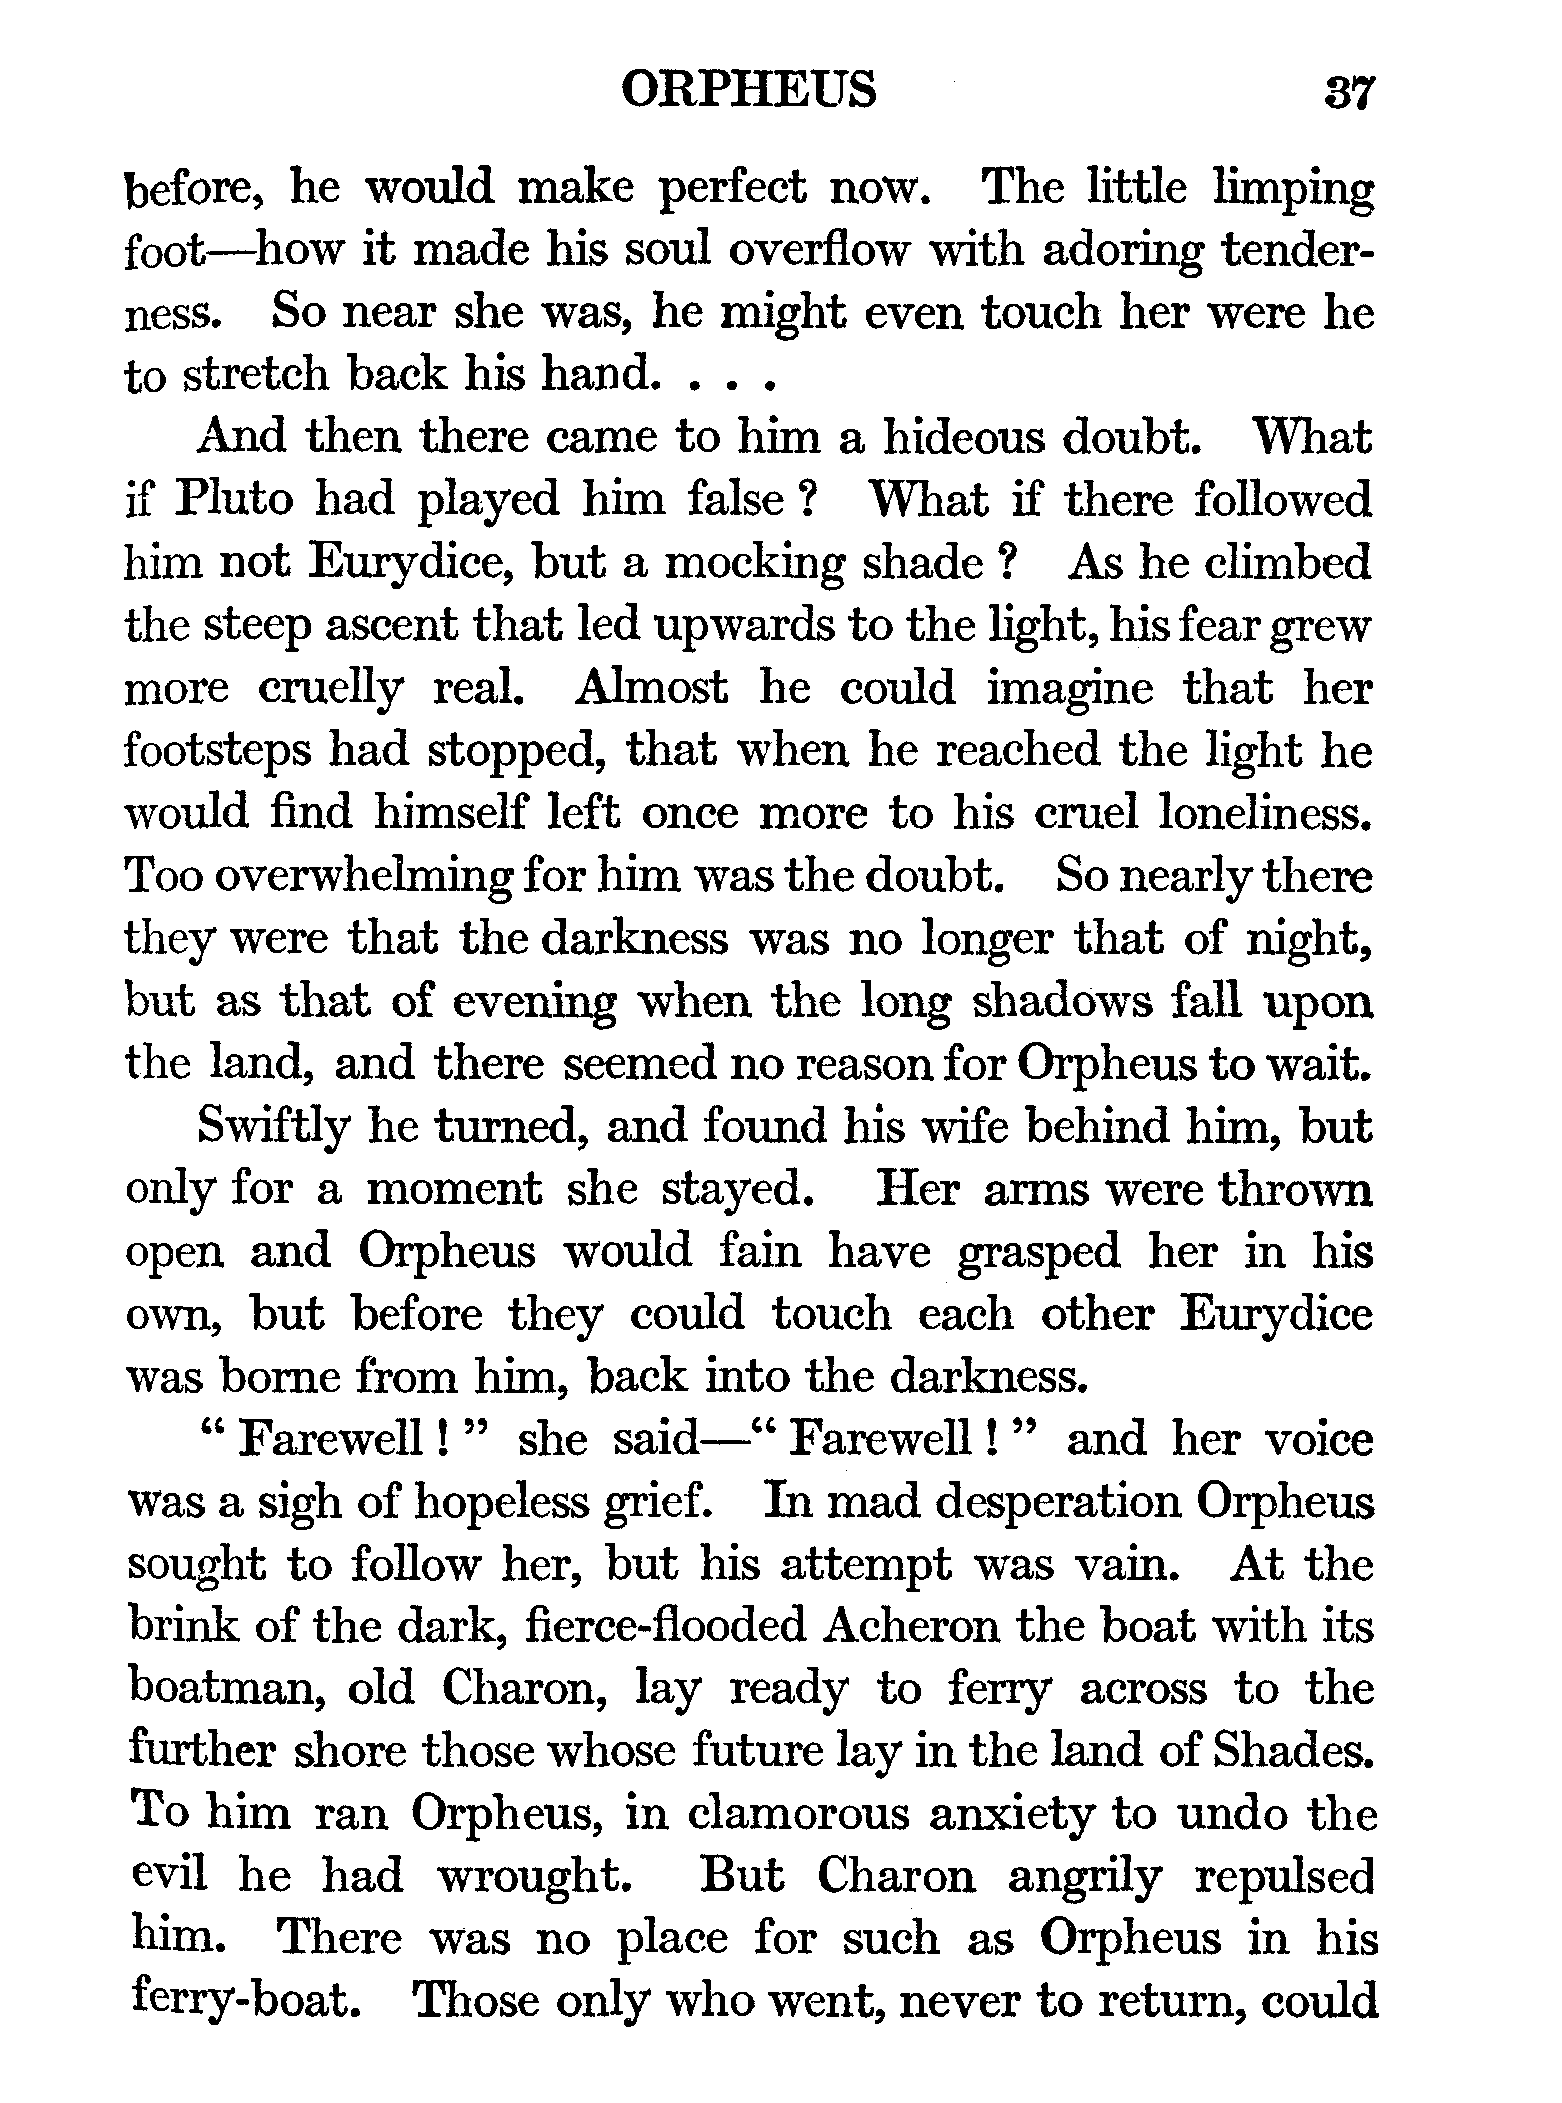 ORPHEUS 37
before, he would make perfect now. The little limping
foot—how it made his soul overflow with adoring tender-
ness. So near she was, he might even touch her were he
to stretch back his hand. . . .
And then there came to him a hideous doubt. What
if Pluto had played him false ? What if there followed
him not Eurydice, but a mocking shade ? As he climbed
the steep ascent that led upwards to the light, his fear grew
more cruelly real. Almost he could imagine that her
footsteps had stopped, that when he reached the light he
would find himself left once more to his cruel loneliness.
Too overwhelming for him was the doubt. So nearly there
they were that the darkness was no longer that of night,
but as that of evening when the long shadows fall upon
the land, and there seemed no reason for Orpheus to wait.
Swiftly he turned, and found his wife behind him, but
only for a moment she stayed. Her arms were thrown
open and Orpheus would fain have grasped her in his
own, but before they could touch each other Eurydice
was borne from him, back into the darkness.
“ Farewell ! ” she said—“ Farewell ! ” and her voice
was a sigh of hopeless grief. In mad desperation Orpheus
sought to follow her, but his attempt was vain. At the
brink of the dark, fierce-flooded Acheron the boat with its
boatman, old Charon, lay ready to ferry across to the
further shore those whose future lay in the land of Shades.
To him ran Orpheus, in clamorous anxiety to undo the
evil he had wrought. But Charon angrily repulsed
him. There was no place for such as Orpheus in his
ferry-boat. Those only who went, never to return, could